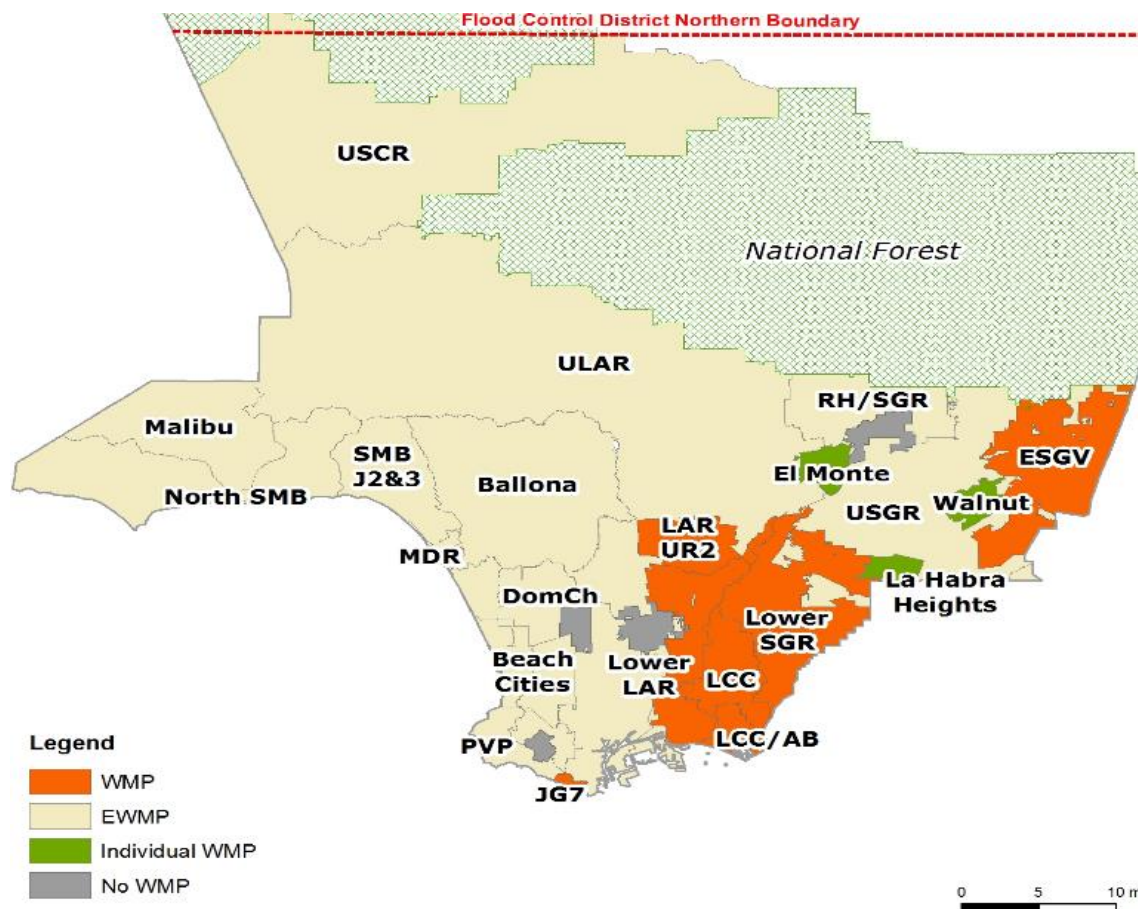 Flood Control District Northern Boundary
USCR
National Forest
ULAR
RH/SGR
Malibu
SMB
J2&3
Ballona
El Monte
ESGV
North SMB
Walnut
USGR
LAR
UR2
MDR
DomCh
La Habra
Heights
Lower
SGR
Beach
Cities
Lower
LAR
LCC
PVP
LCC/AB
JG7
Legend
WMP
EWMP
Individual WMP
No WMP
0 5 10 m